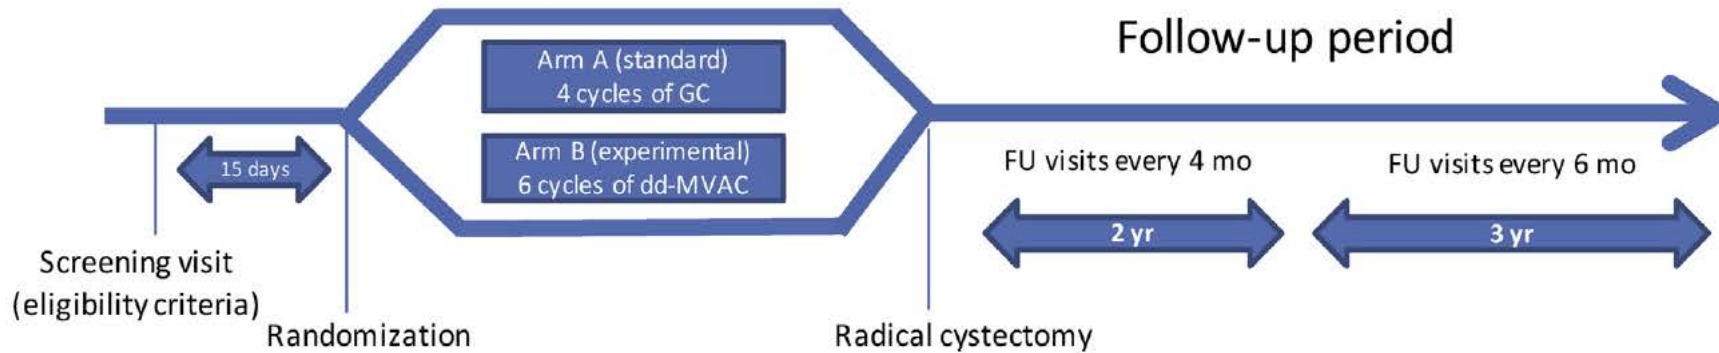 Follow-up period
Arm A (standard)
4 cycles of GC
Arm B (experimental)
6 cycles of dd-MVAC
15 days
FU visits every 4 mo
FU visits every 6 mo
2 yr
3 yr
Screening visit
(eligibility criteria)
Randomization
Radical cystectomy